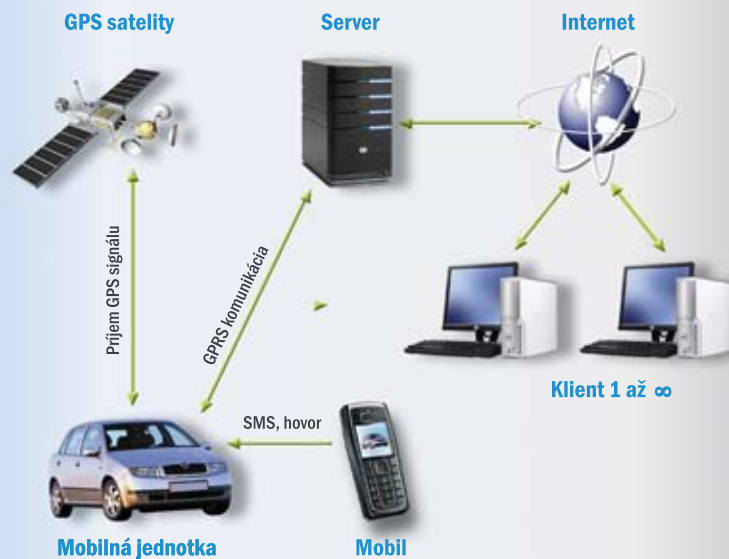 GPS satelity
Server
Internet
Príjem GPS signálu
GPRS komunikácia
Klient 1 až ∞
SMS, hovor
Mobilná jednotka
Mobil